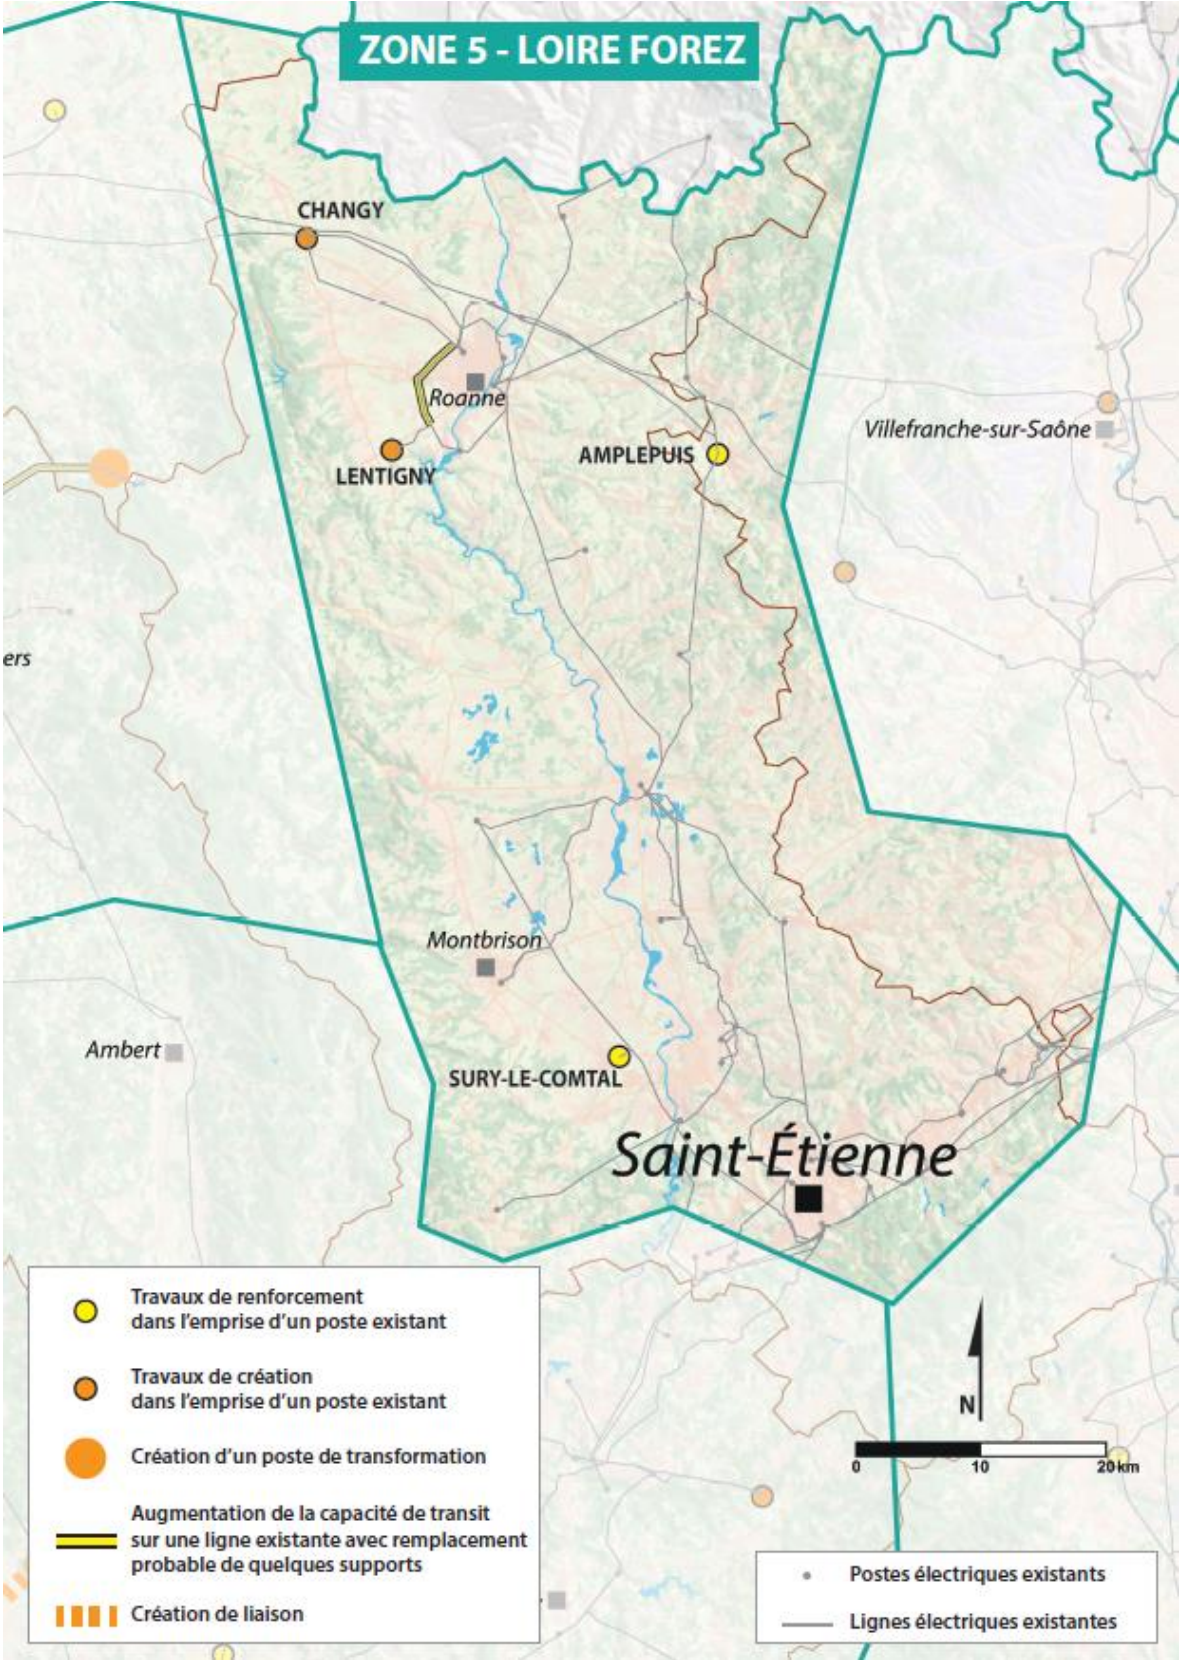 ZONE 5 - LOIRE FOREZ
CHANGY
Roanne
LENTIGNY
AMPLEPUIS
Villefranche-sur-Saône
ers
Montbrison
Ambert
SURY-LE-COMTAL
Saint-Étienne
Travaux de renforcement
dans l'emprise d'un poste existant
Travaux de création
dans l'emprise d'un poste existant
Création d'un poste de transformation
Augmentation de la capacité de transit
sur une ligne existante avec remplacement
probable de quelques supports
Création de liaison
N
0 10 20 km
Postes électriques existants
Lignes électriques existantes